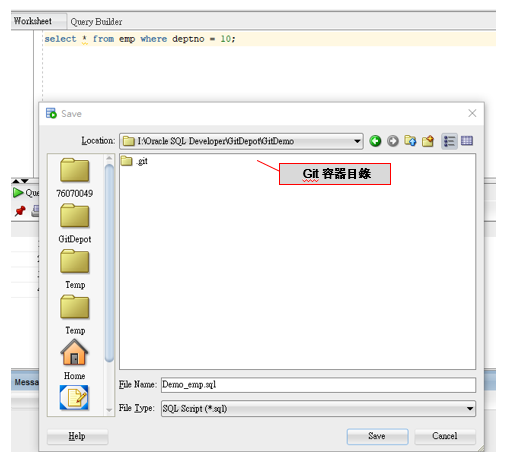 Worksheet Query Builder
select * from emp where deptno = 10;
Save
Location: I:\Oracle SQL Developer\GitDepot\GitDemo
.git
Git 容器目錄
76070049
GitDepot
Temp
Temp
Home
Que
Messa
File Name: Demo_emp.sql
File Type: SQL Script (*.sql)
Help Save Cancel